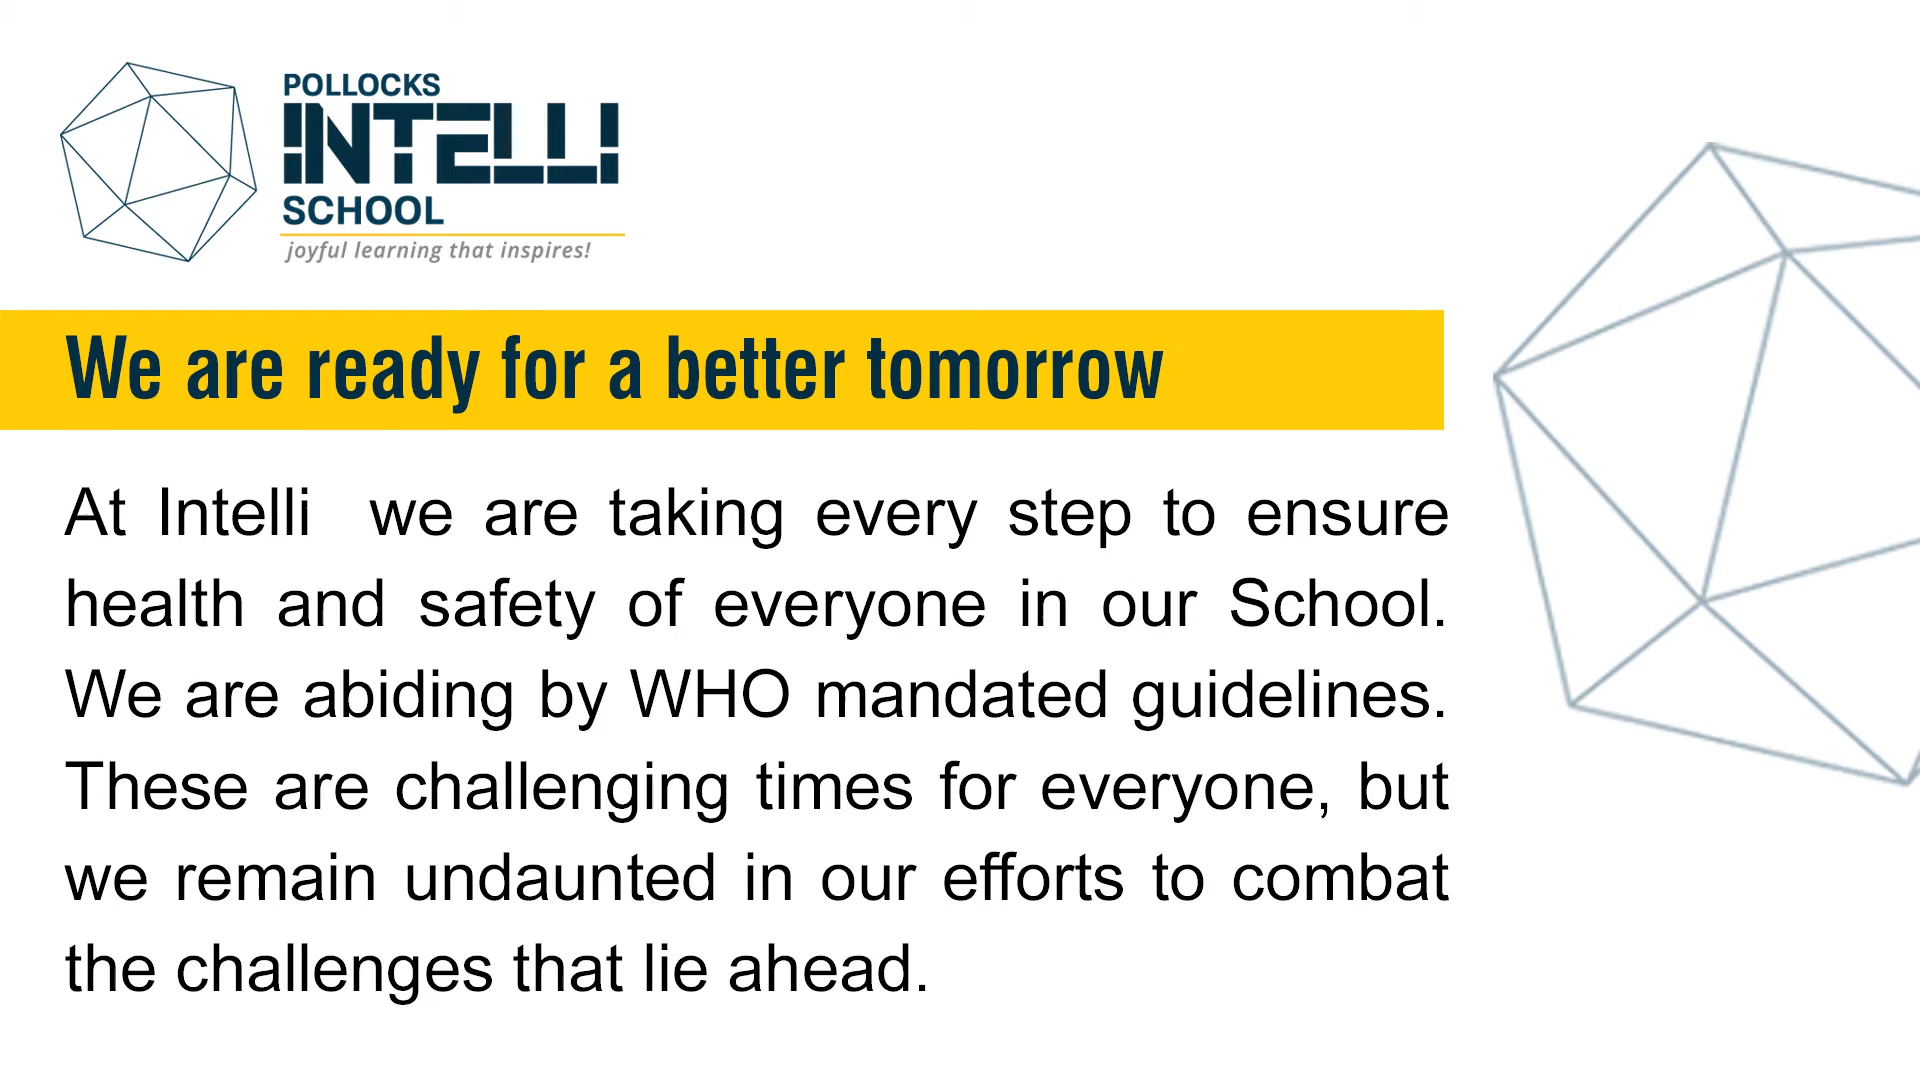 POLLOCKS
INTELLI
SCHOOL
joyful learning that inspires!
We are ready for a better tomorrow
At Intelli  we are taking every step to ensure
health and safety of everyone in our School.
We are abiding by WHO mandated guidelines.
These are challenging times for everyone, but
we remain undaunted in our efforts to combat
the challenges that lie ahead.